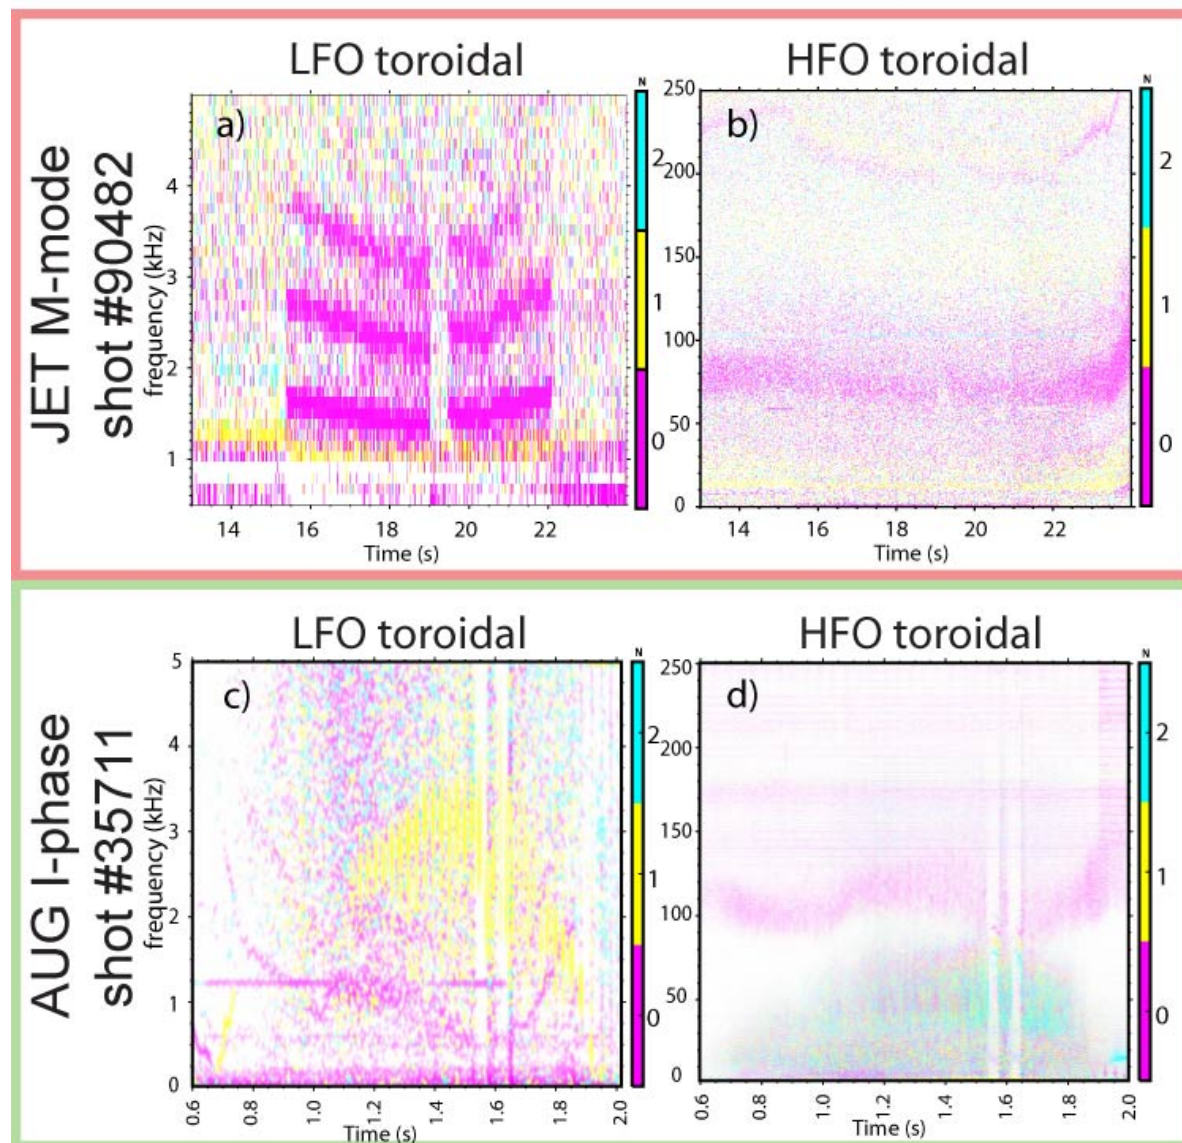 JET M-mode
shot #90482
LFO toroidal
HFO toroidal
a)
frequency (kHz)
4
3
2
1
14
16
18
20
22
Time (s)
N
2
1
0
b)
250
200
150
100
50
0
14
16
18
20
22
Time (s)
N
2
1
0
AUG I-phase
shot #35711
LFO toroidal
HFO toroidal
c)
frequency (kHz)
5
4
3
2
1
0
0.6
0.8
1.0
1.2
1.4
1.6
1.8
2.0
Time (s)
N
2
1
0
d)
250
200
150
100
50
0
0.6
0.8
1.0
1.2
1.4
1.6
1.8
2.0
Time (s)
N
2
1
0